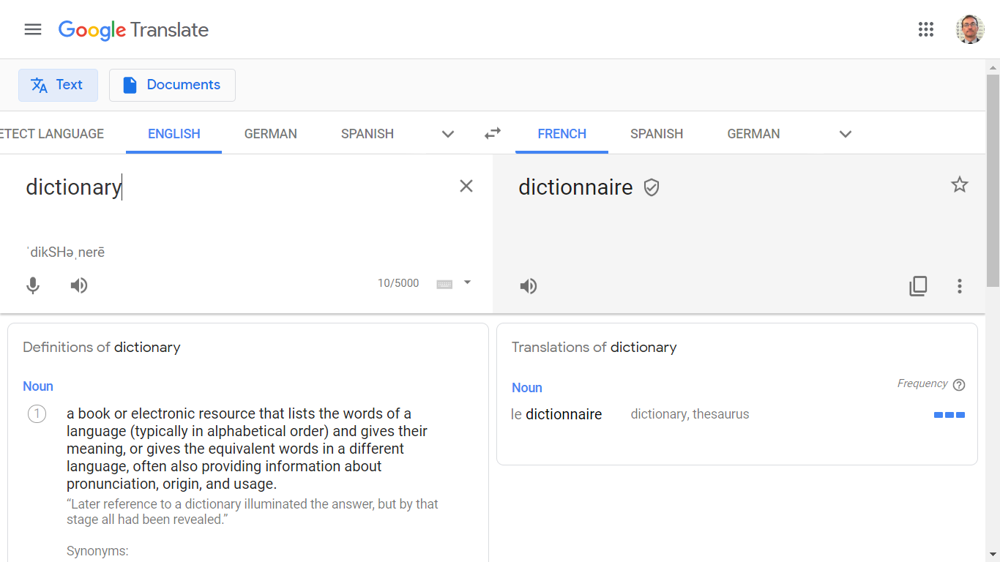 Google Translate
Text
Documents
ETECT LANGUAGE
ENGLISH
GERMAN
SPANISH
FRENCH
SPANISH
GERMAN
dictionary
dictionnaire
ˈdikSHəˌnerē
10/5000
Definitions of dictionary
Noun
1
a book or electronic resource that lists the words of a
language (typically in alphabetical order) and gives their
meaning, or gives the equivalent words in a different
language, often also providing information about
pronunciation, origin, and usage.
“Later reference to a dictionary illuminated the answer, but by that
stage all had been revealed.”
Synonyms:
Translations of dictionary
Noun
Frequency ?
le dictionnaire
dictionary, thesaurus